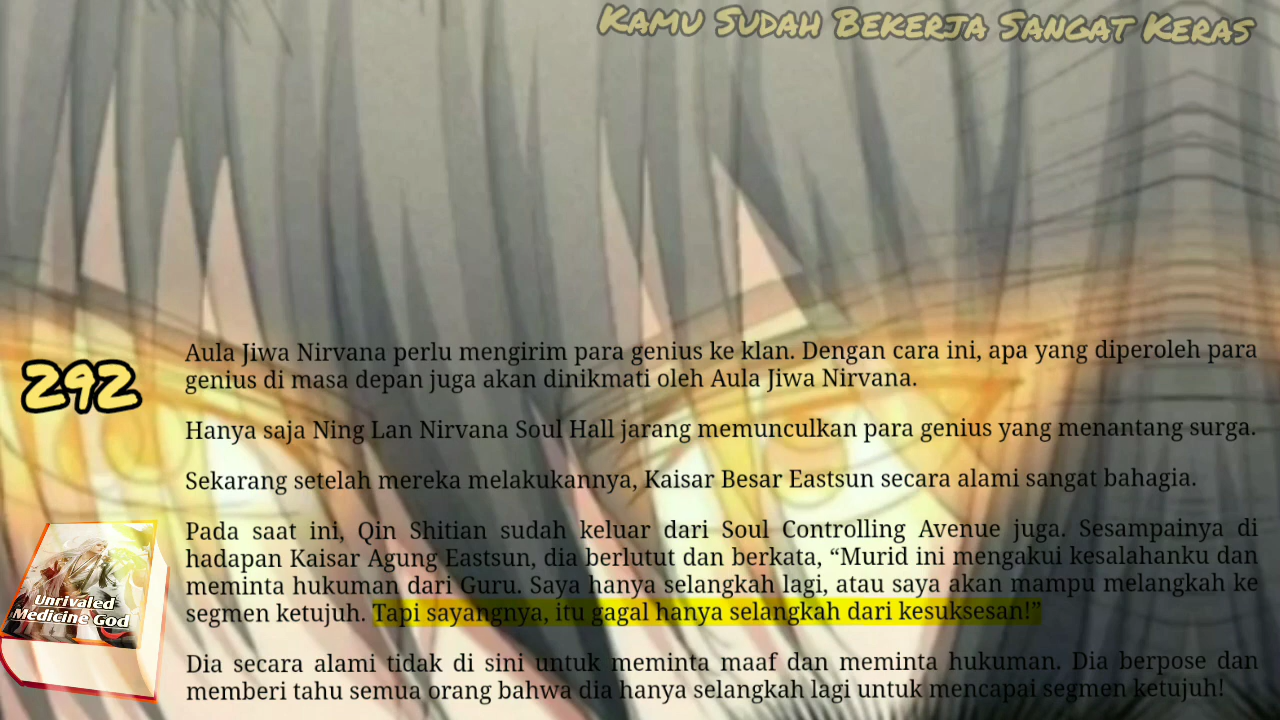 Kamu Sudah Bekerja Sangat Keras
Aula Jiwa Nirvana perlu mengirim para genius ke klan. Dengan cara ini, apa yang diperoleh para
genius di masa depan juga akan dinikmati oleh Aula Jiwa Nirvana.
292
Hanya saja Ning Lan Nirvana Soul Hall jarang memunculkan para genius yang menantang surga.
Sekarang setelah mereka melakukannya, Kaisar Besar Eastsun secara alami sangat bahagia.
Pada saat ini, Qin Shitian sudah keluar dari Soul Controlling Avenue juga. Sesampainya di
hadapan Kaisar Agung Eastsun, dia berlutut dan berkata, “Murid ini mengakui kesalahanku dan
meminta hukuman dari Guru. Saya hanya selangkah lagi, atau saya akan mampu melangkah ke
segmen ketujuh. Tapi sayangnya, itu gagal hanya selangkah dari kesuksesan!”
Unrivaled
Medicine God
Dia secara alami tidak di sini untuk meminta maaf dan meminta hukuman. Dia berpose dan
memberi tahu semua orang bahwa dia hanya selangkah lagi untuk mencapai segmen ketujuh!